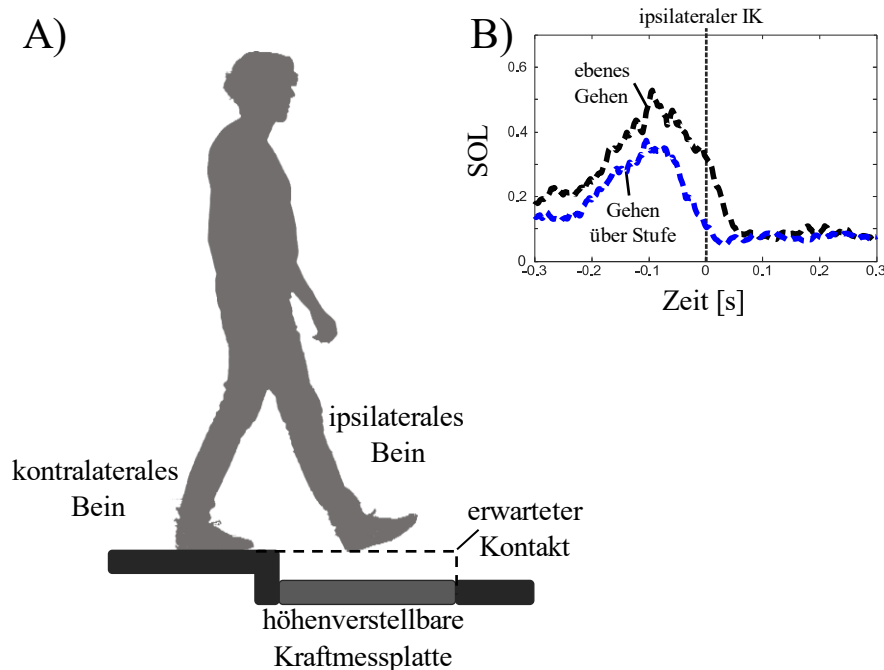 A)
ipsilaterales
Bein
kontralaterales
Bein
erwarteter
Kontakt
höhenverstellbare
Kraftmessplatte
B)
ipsilateraler IK
ebenes
Gehen
Gehen
über Stufe
SOL
0.6
0.4
0.2
0
-0.3
-0.2
-0.1
0
0.1
0.2
0.3
Zeit [s]